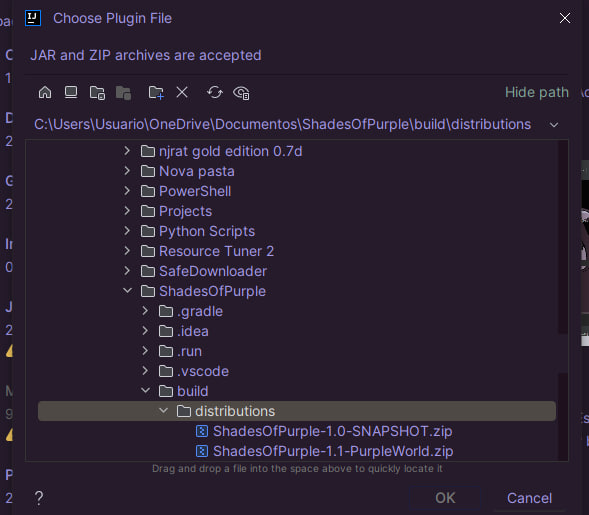 IJ Choose Plugin File
JAR and ZIP archives are accepted
Hide path
C:\Users\Usuario\OneDrive\Documentos\ShadesOfPurple\build\distributions
njrat gold edition 0.7d
Nova pasta
PowerShell
Projects
Python Scripts
Resource Tuner 2
SafeDownloader
ShadesOfPurple
.gradle
.idea
.run
.vscode
build
distributions
ShadesOfPurple-1.0-SNAPSHOT.zip
ShadesOfPurple-1.1-PurpleWorld.zip
Drag and drop a file into the space above to quickly locate it
? OK Cancel